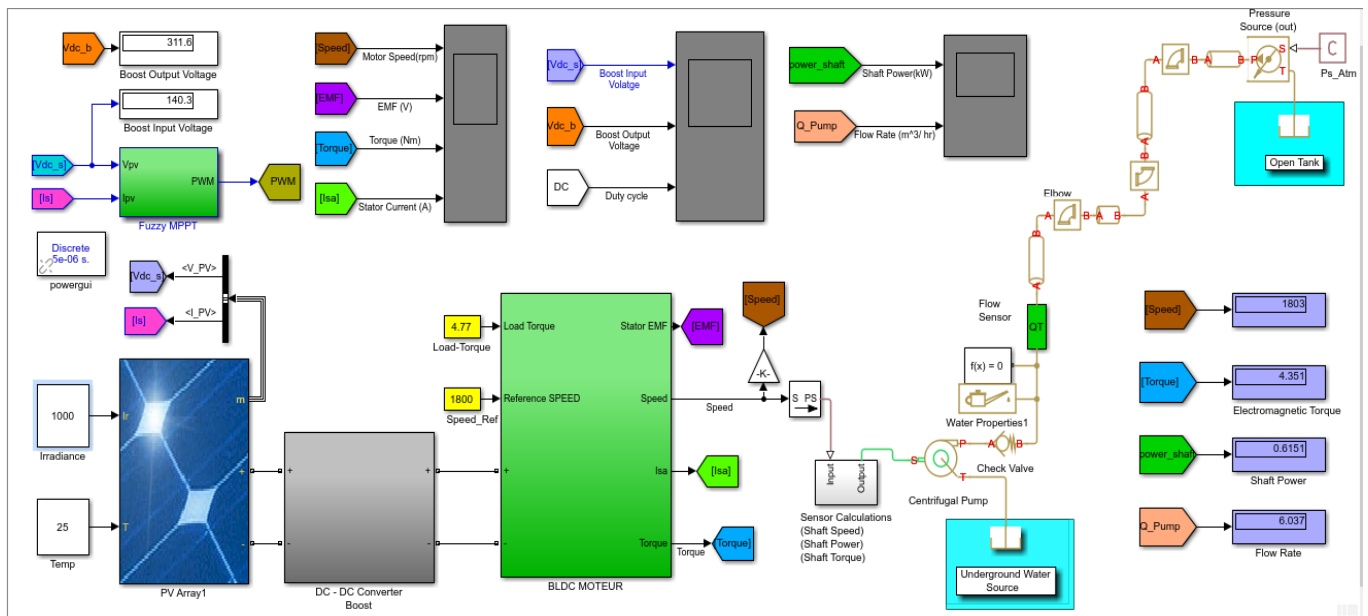 Vdc_b
311.6
Boost Output Voltage
140.3
Boost Input Voltage
[Vdc_s]
[Is]
Vpv
Ipv
PWM
PWM
Fuzzy MPPT
Discrete
5e-06 s.
powergui
[Speed]
Motor Speed(rpm)
[EMF]
EMF (V)
[Torque]
Torque (Nm)
[Isa]
Stator Current (A)
[Vdc_s]
Boost Input
Volatge
Vdc_b
Boost Output
Voltage
DC
Duty cycle
power_shaft
Shaft Power(kW)
Q_Pump
Flow Rate (m^3/ hr)
Pressure
Source (out)
A
B
A
B
P
S
T
C
Ps_Atm
Open Tank
B
A
B
A
Elbow
A
B
A
B
B
A
Flow
Sensor
QT
f(x) = 0
Water Properties1
P
A
B
S
T
Check Valve
Centrifugal Pump
Underground Water
Source
[Vdc_s]
<V_PV>
[Is]
<I_PV>
1000
Irradiance
25
Temp
Ir
T
m
+
-
PV Array1
+
-
+
-
DC - DC Converter
Boost
4.77
Load-Torque
1800
Speed_Ref
Load Torque
Reference SPEED
+
-
Stator EMF
Speed
Isa
Torque
BLDC MOTEUR
[EMF]
[Speed]
-K-
Speed
[Isa]
Torque
[Torque]
S PS
Input
Output
Sensor Calculations
(Shaft Speed)
(Shaft Power)
(Shaft Torque)
[Speed]
1803
[Torque]
4.351
Electromagnetic Torque
power_shaft
0.6151
Shaft Power
Q_Pump
6.037
Flow Rate